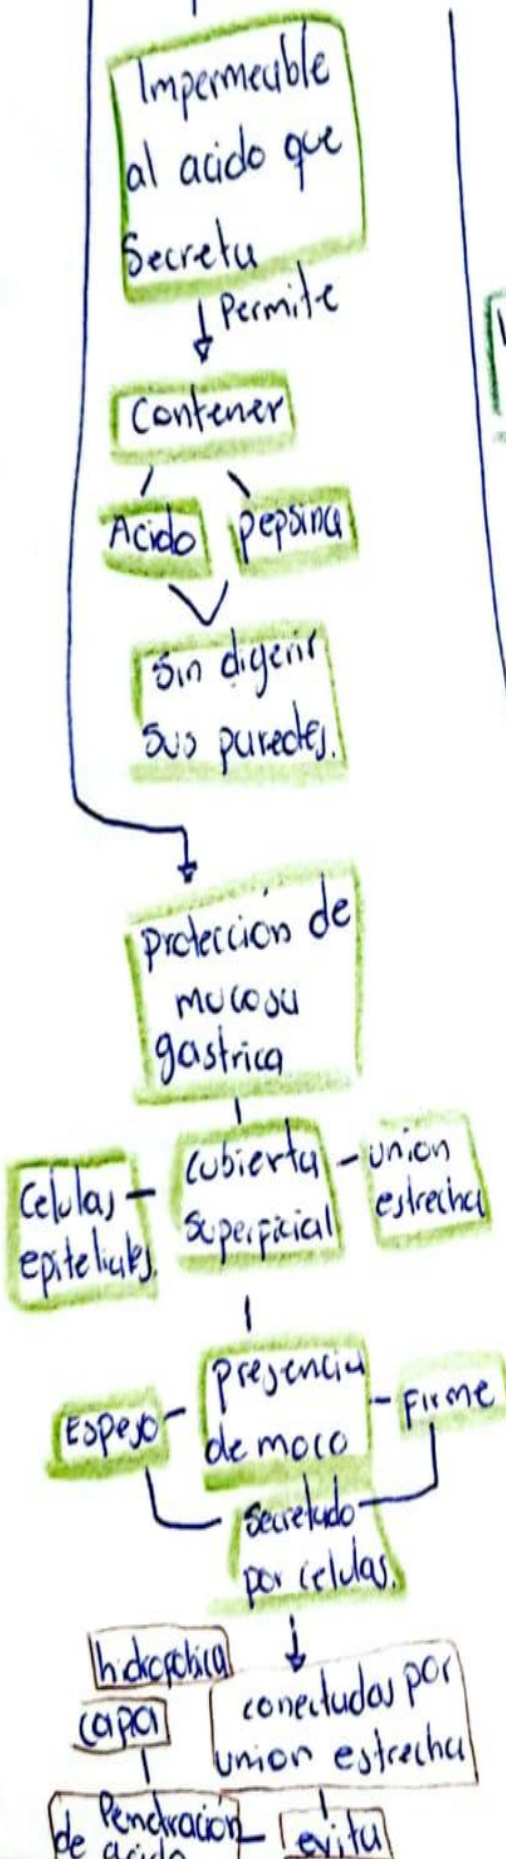 Impermeable
al acido que
Secreta
Permite
Contener
Acido
pepsina
Sin digerir
sus paredes.
protección de
mucosa
gastrica
Celulas
epiteliales.
cubierta
superficial
union
estrecha
Espeso
presencia
de moco
Firme
secretado
por celulas.
hidrofobica
capa
conectadas por
union estrecha
Penetración
de acido
evita